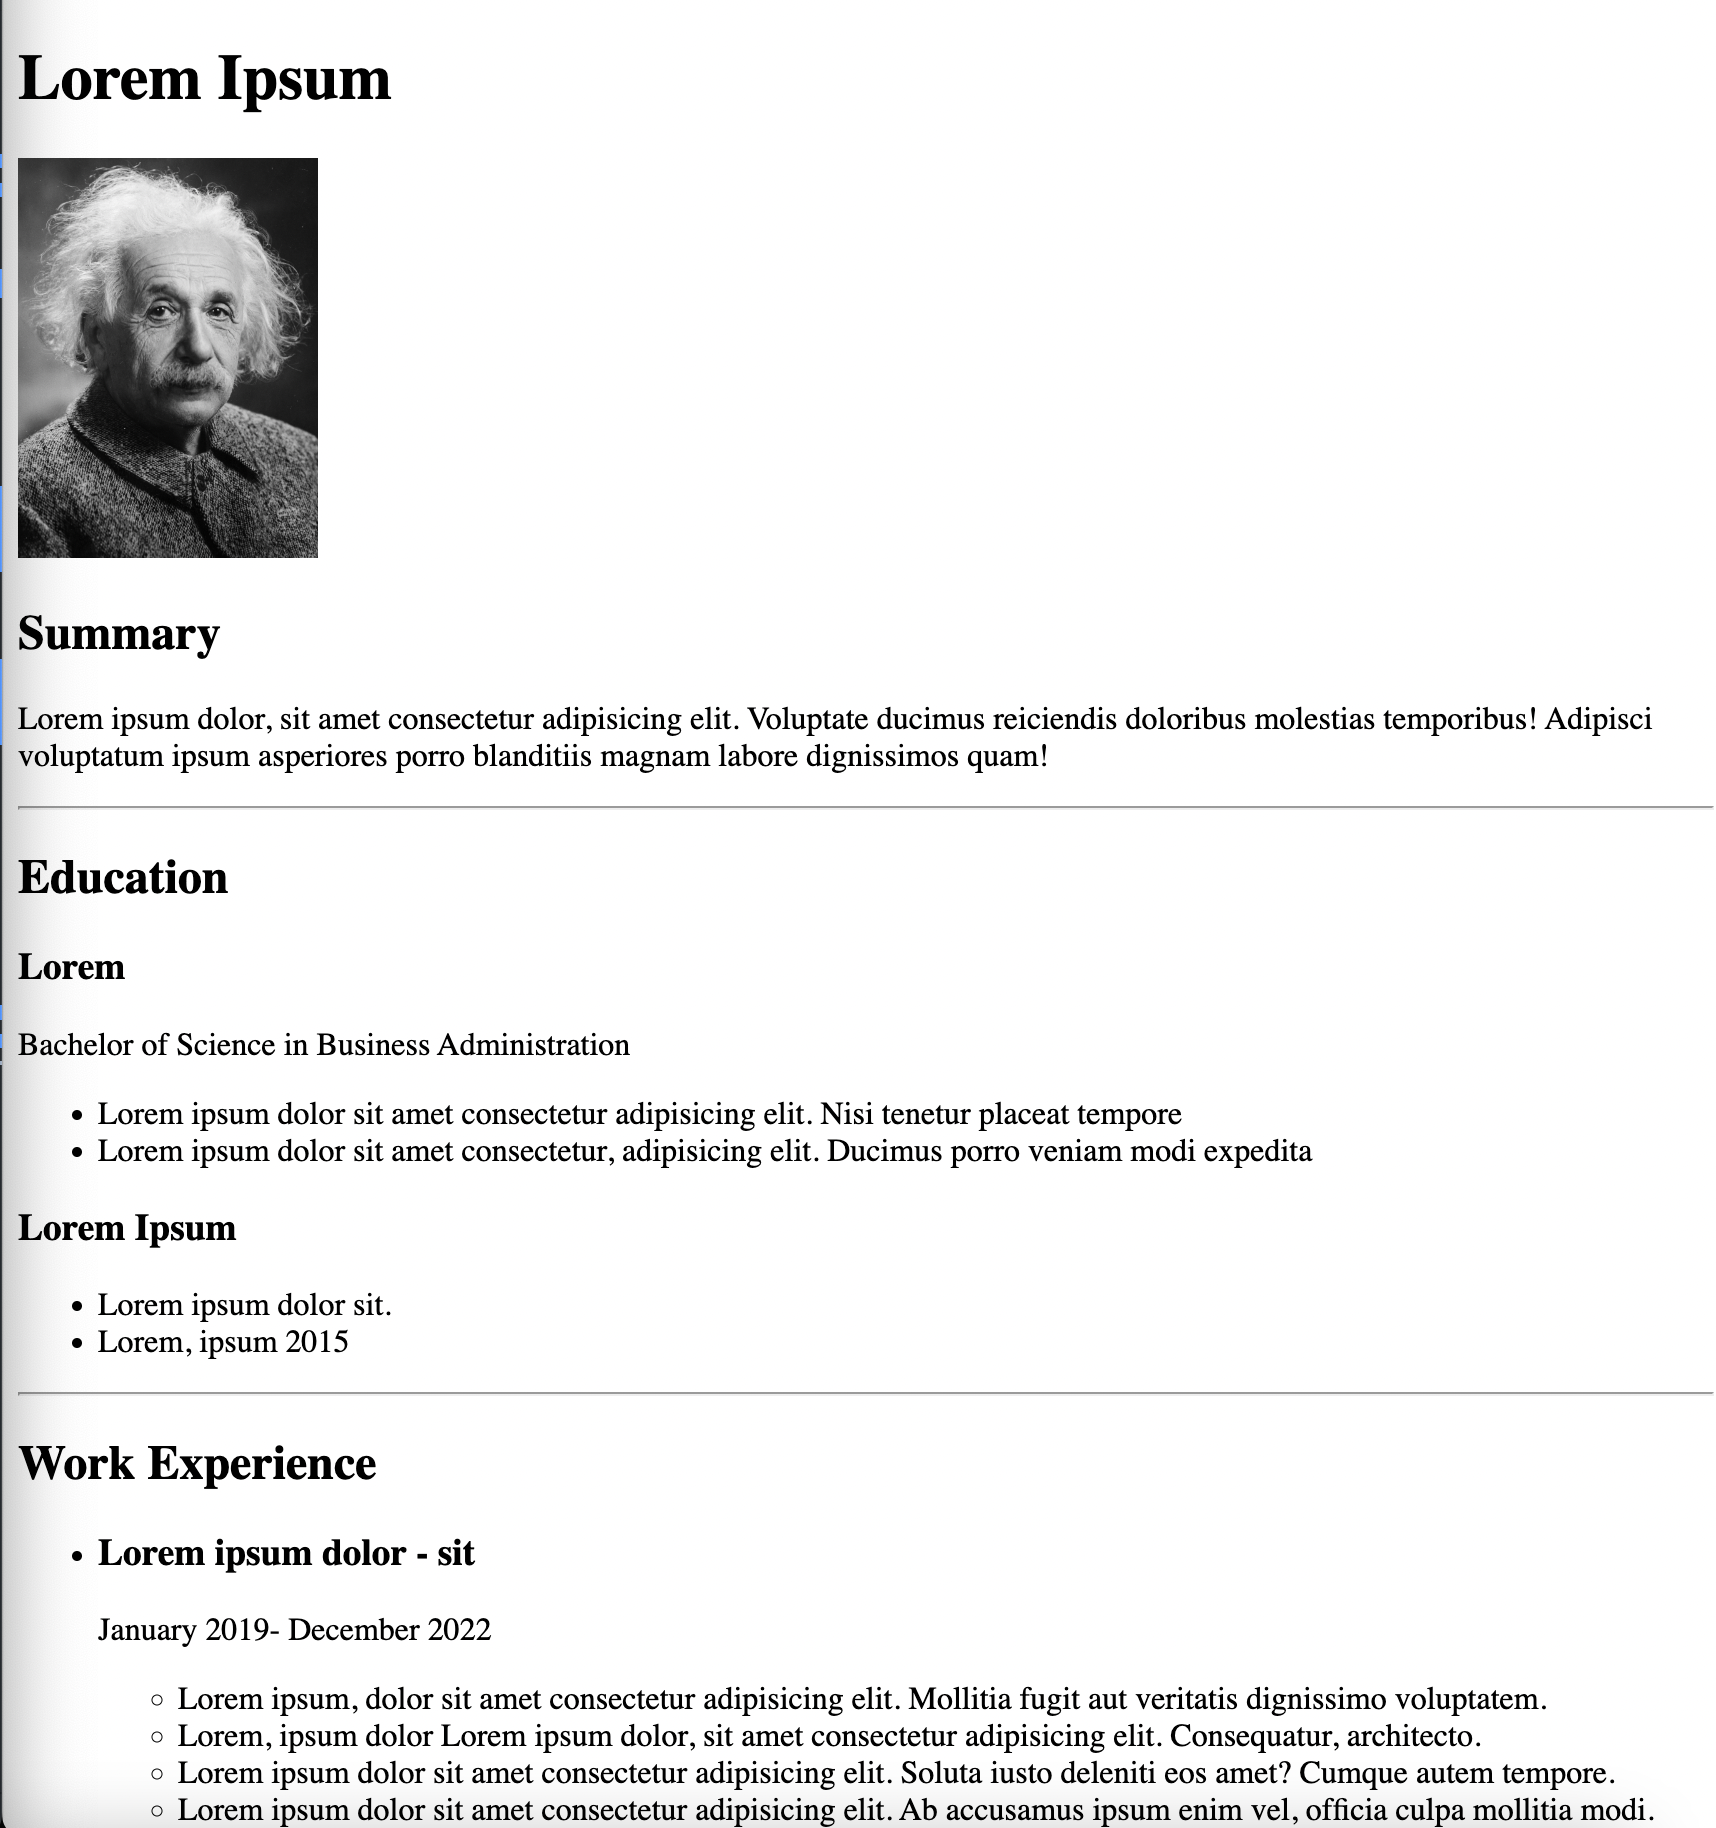 Lorem Ipsum
Summary
Lorem ipsum dolor, sit amet consectetur adipisicing elit. Voluptate ducimus reiciendis doloribus molestias temporibus! Adipisci
voluptatum ipsum asperiores porro blanditiis magnam labore dignissimos quam!
Education
Lorem
Bachelor of Science in Business Administration
• Lorem ipsum dolor sit amet consectetur adipisicing elit. Nisi tenetur placeat tempore
• Lorem ipsum dolor sit amet consectetur, adipisicing elit. Ducimus porro veniam modi expedita
Lorem Ipsum
• Lorem ipsum dolor sit.
• Lorem, ipsum 2015
Work Experience
• Lorem ipsum dolor - sit
January 2019- December 2022
◦ Lorem ipsum, dolor sit amet consectetur adipisicing elit. Mollitia fugit aut veritatis dignissimo voluptatem.
◦ Lorem, ipsum dolor Lorem ipsum dolor, sit amet consectetur adipisicing elit. Consequatur, architecto.
◦ Lorem ipsum dolor sit amet consectetur adipisicing elit. Soluta iusto deleniti eos amet? Cumque autem tempore.
◦ Lorem ipsum dolor sit amet consectetur adipisicing elit. Ab accusamus ipsum enim vel, officia culpa mollitia modi.